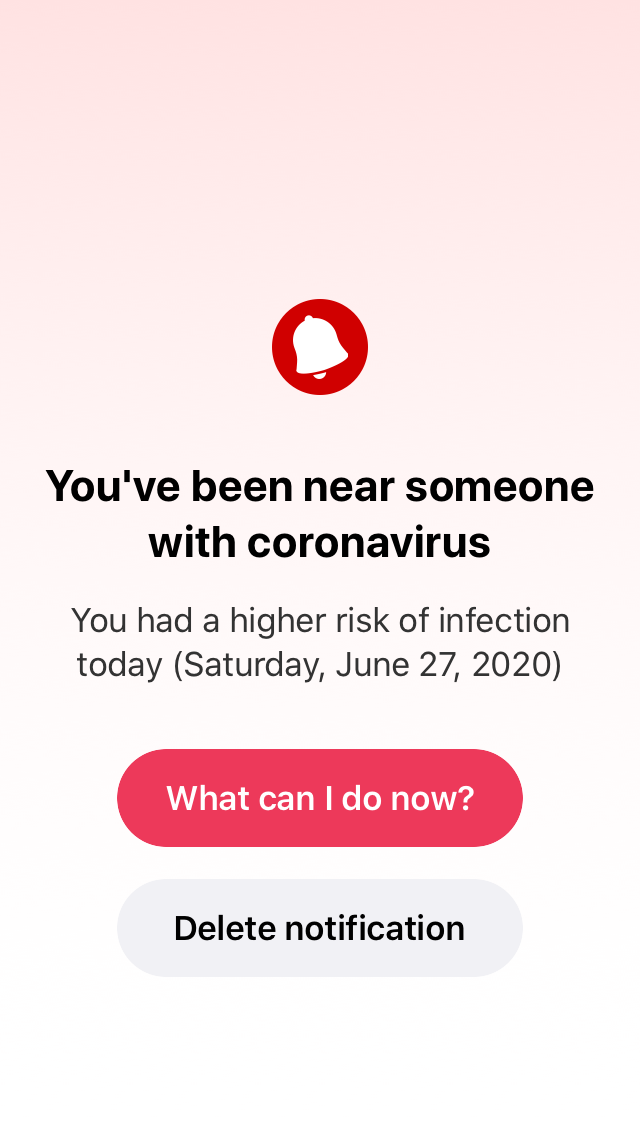 You've been near someone
with coronavirus
You had a higher risk of infection
today (Saturday, June 27, 2020)
What can I do now?
Delete notification